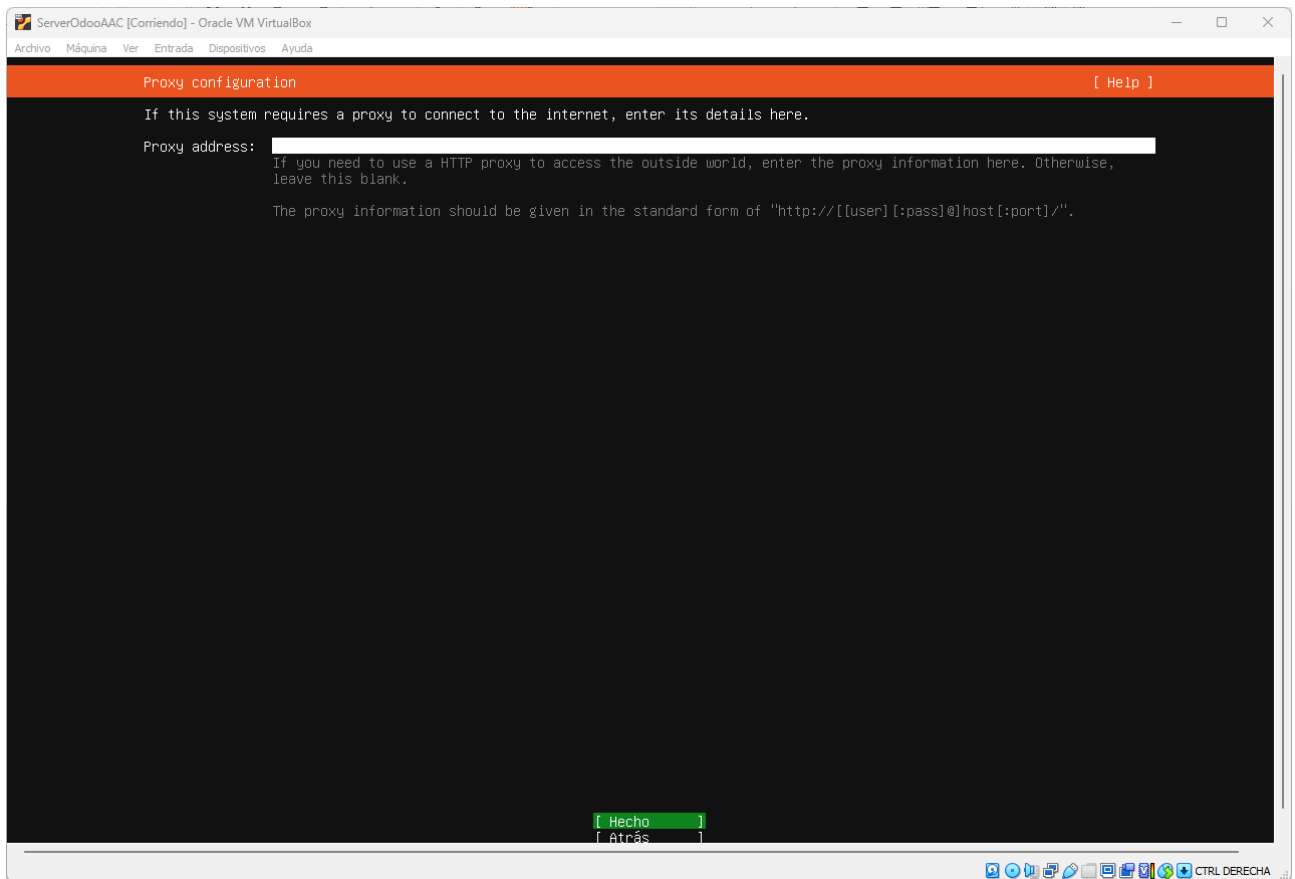 ServerOdooAAC [Corriendo] - Oracle VM VirtualBox
Archivo Máquina Ver Entrada Dispositivos Ayuda
Proxy configuration [ Help ]
If this system requires a proxy to connect to the internet, enter its details here.
Proxy address:
If you need to use a HTTP proxy to access the outside world, enter the proxy information here. Otherwise,
leave this blank.
The proxy information should be given in the standard form of "http://[[user][:pass]@]host[:port]/".
[ Hecho ]
[ Atrás ]
CTRL DERECHA